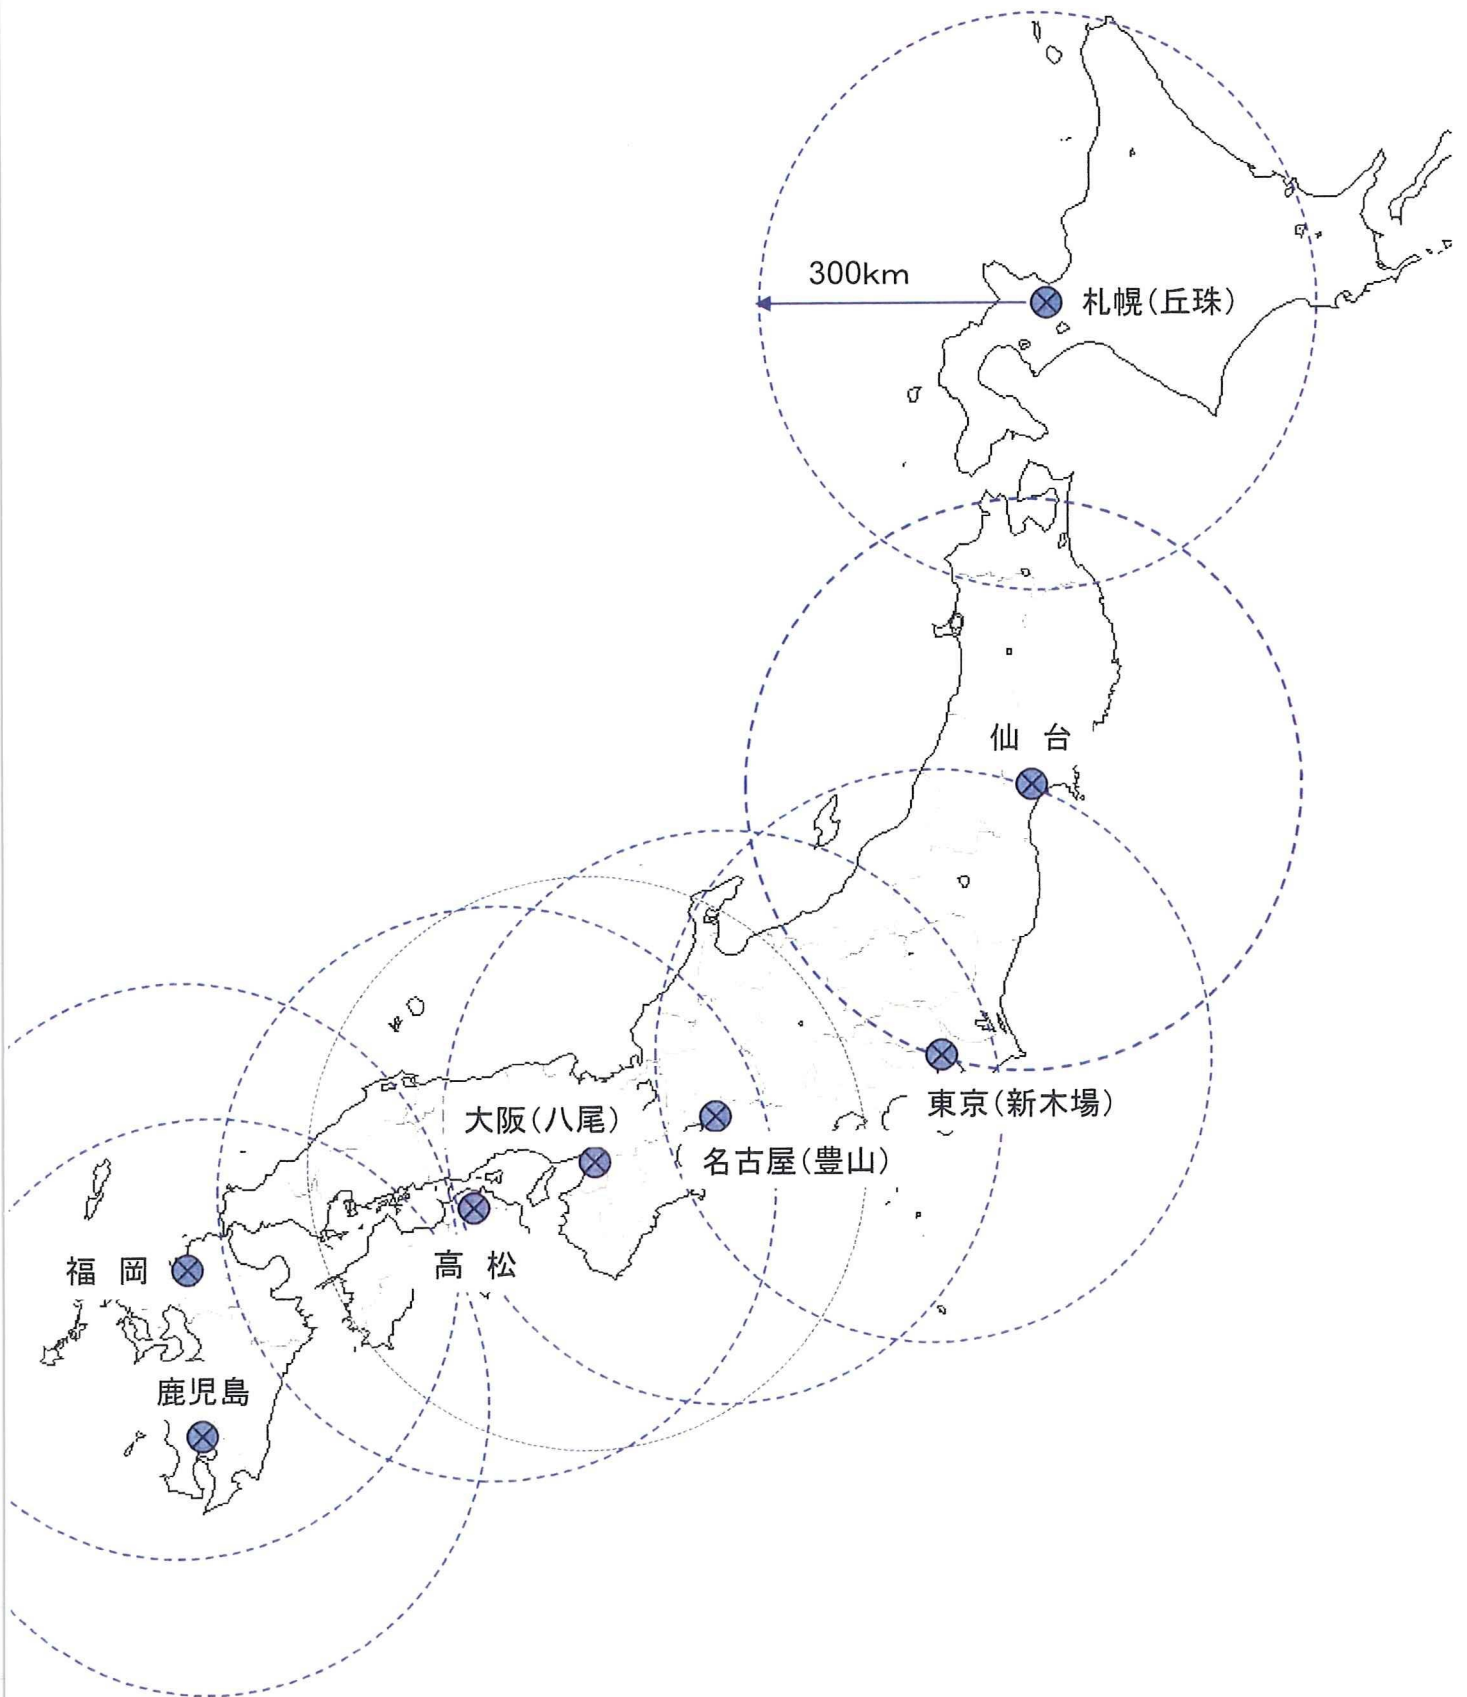 300km
札幌(丘珠)
仙 台
東京(新木場)
大阪(八尾)
名古屋(豊山)
高 松
福 岡
鹿児島